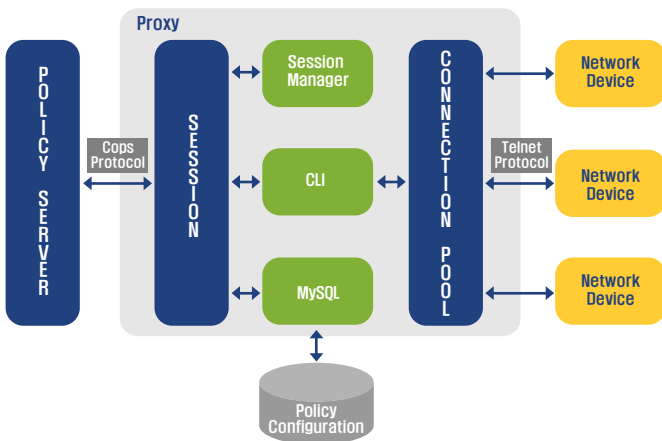 Proxy
POLICY SERVER
Cops
Protocol
SESSION
Session
Manager
CLI
MySQL
CONNECTION POOL
Telnet
Protocol
Network
Device
Network
Device
Network
Device
Policy
Configuration